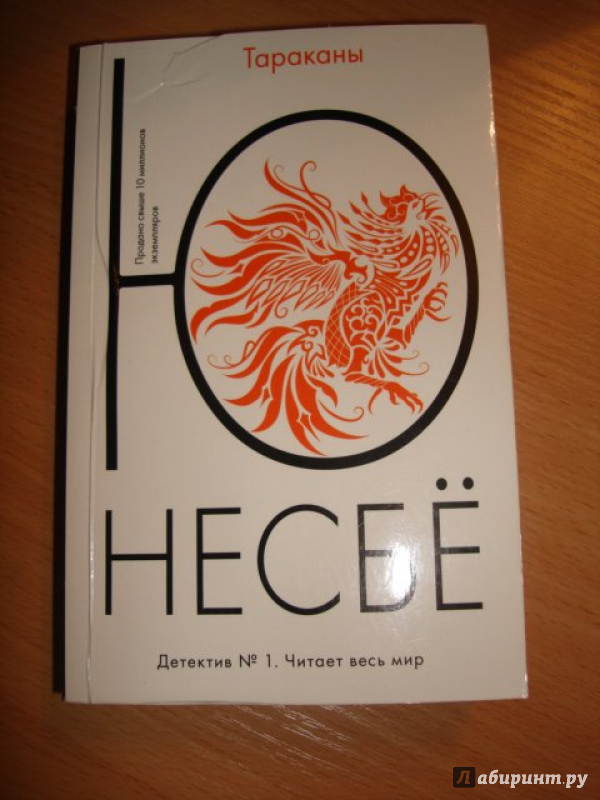 Тараканы
Продано свыше 10 миллионов
экземпляров
Ю
НЕСБЁ
Детектив № 1. Читает весь мир
Лабиринт.ру